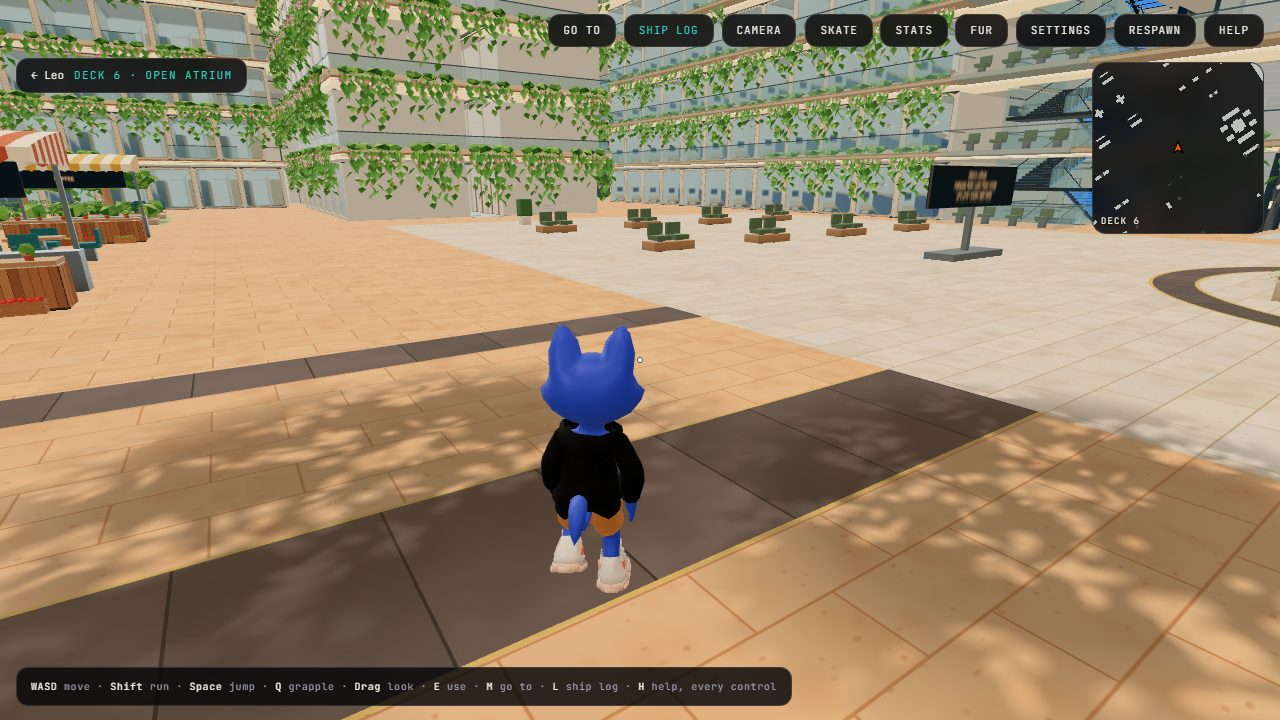 GO TO
SHIP LOG
CAMERA
SKATE
STATS
FUR
SETTINGS
RESPAWN
HELP
← Leo DECK 6 · OPEN ATRIUM
DECK 6
WASD move · Shift run · Space jump · Q grapple · Drag look · E use · M go to · L ship log · H help, every control